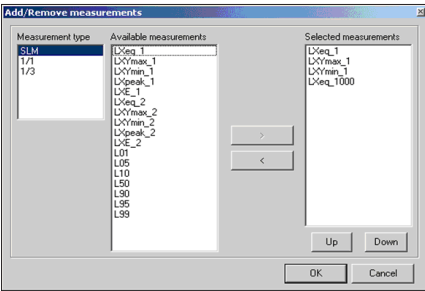 Add/Remove measurements
Measurement type
SLM
1/1
1/3
Available measurements
LXeq_1
LXYmax_1
LXYmin_1
LXpeak_1
LXE_1
LXeq_2
LXYmax_2
LXYmin_2
LXpeak_2
LXE_2
L01
L05
L10
L50
L90
L95
L99
>
<
Selected measurements
LXeq_1
LXYmax_1
LXYmin_1
LXeq_1000
Up
Down
OK
Cancel